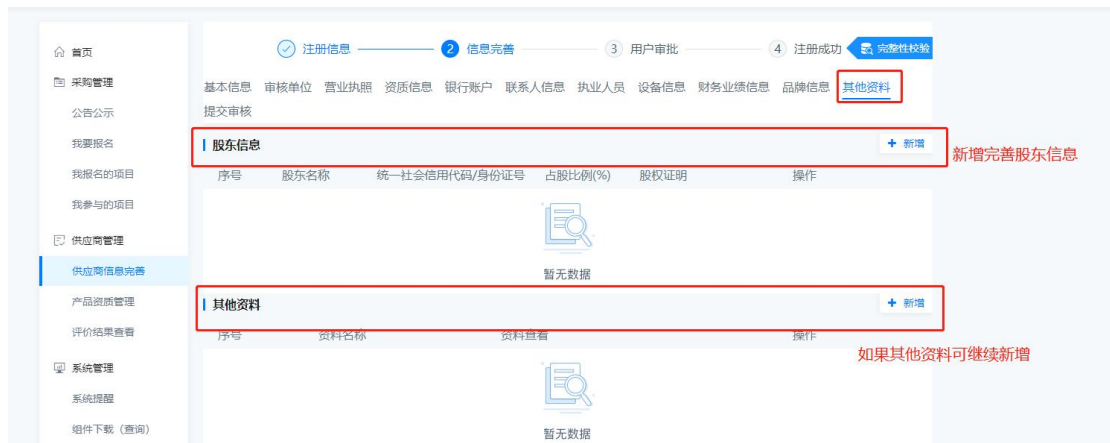 首页
采购管理
公告公示
我要报名
我报名的项目
我参与的项目
供应商管理
供应商信息完善
产品资质管理
评价结果查看
系统管理
系统提醒
组件下载（查询）
注册信息 2 信息完善 3 用户审批 4 注册成功 完整性校验
基本信息 审核单位 营业执照 资质信息 银行账户 联系人信息 执业人员 设备信息 财务业绩信息 品牌信息 其他资料
提交审核
股东信息 + 新增
新增完善股东信息
序号 股东名称 统一社会信用代码/身份证号 占股比例(%) 股权证明 操作
暂无数据
其他资料 + 新增
序号 资料名称 资料查看 操作
如果其他资料可继续新增
暂无数据